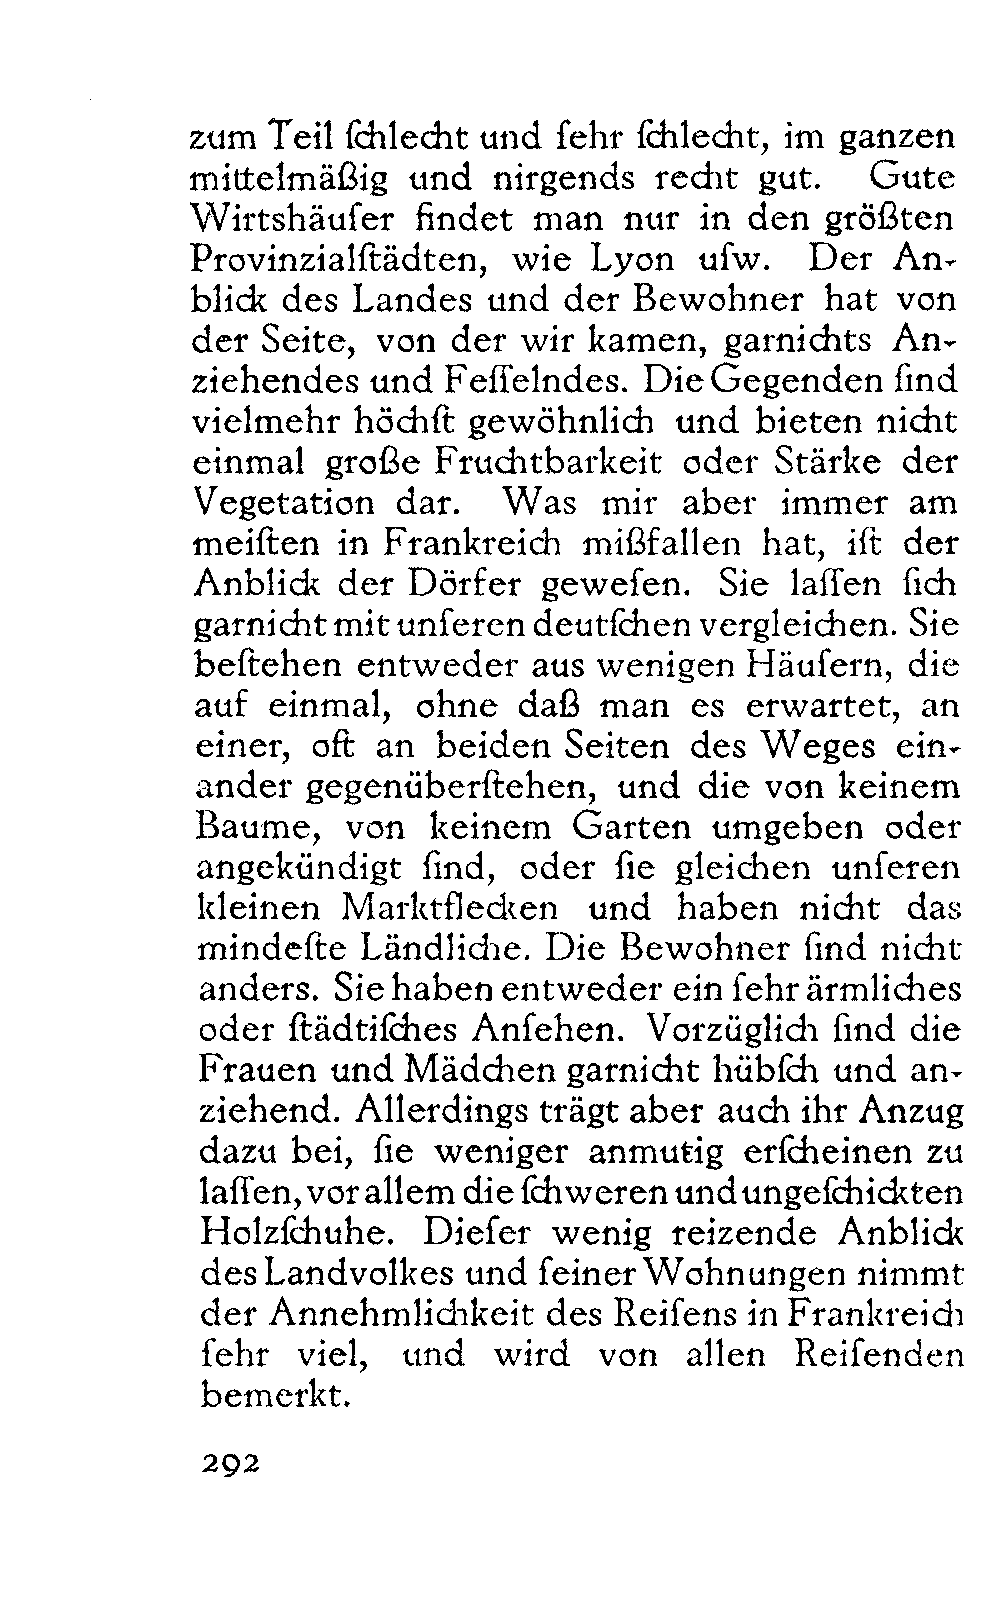 zum Teil ſchlecht und ſehr ſchlecht, im ganzen
mittelmäßig und nirgends recht gut. Gute
Wirtshäuſer findet man nur in den größten
Provinzialſtädten, wie Lyon uſw. Der An-
blick des Landes und der Bewohner hat von
der Seite, von der wir kamen, garnichts An-
ziehendes und Feſſelndes. Die Gegenden ſind
vielmehr höchſt gewöhnlich und bieten nicht
einmal große Fruchtbarkeit oder Stärke der
Vegetation dar. Was mir aber immer am
meiſten in Frankreich mißfallen hat, iſt der
Anblick der Dörfer geweſen. Sie laſſen ſich
garnicht mit unſeren deutſchen vergleichen. Sie
beſtehen entweder aus wenigen Häuſern, die
auf einmal, ohne daß man es erwartet, an
einer, oft an beiden Seiten des Weges ein-
ander gegenüberſtehen, und die von keinem
Baume, von keinem Garten umgeben oder
angekündigt ſind, oder ſie gleichen unſeren
kleinen Marktflecken und haben nicht das
mindeſte Ländliche. Die Bewohner ſind nicht
anders. Sie haben entweder ein ſehr ärmliches
oder ſtädtiſches Anſehen. Vorzüglich ſind die
Frauen und Mädchen garnicht hübſch und an-
ziehend. Allerdings trägt aber auch ihr Anzug
dazu bei, ſie weniger anmutig erſcheinen zu
laſſen, vor allem die ſchweren und ungeſchickten
Holzſchuhe. Dieſer wenig reizende Anblick
des Landvolkes und ſeiner Wohnungen nimmt
der Annehmlichkeit des Reiſens in Frankreich
ſehr viel, und wird von allen Reiſenden
bemerkt.
292